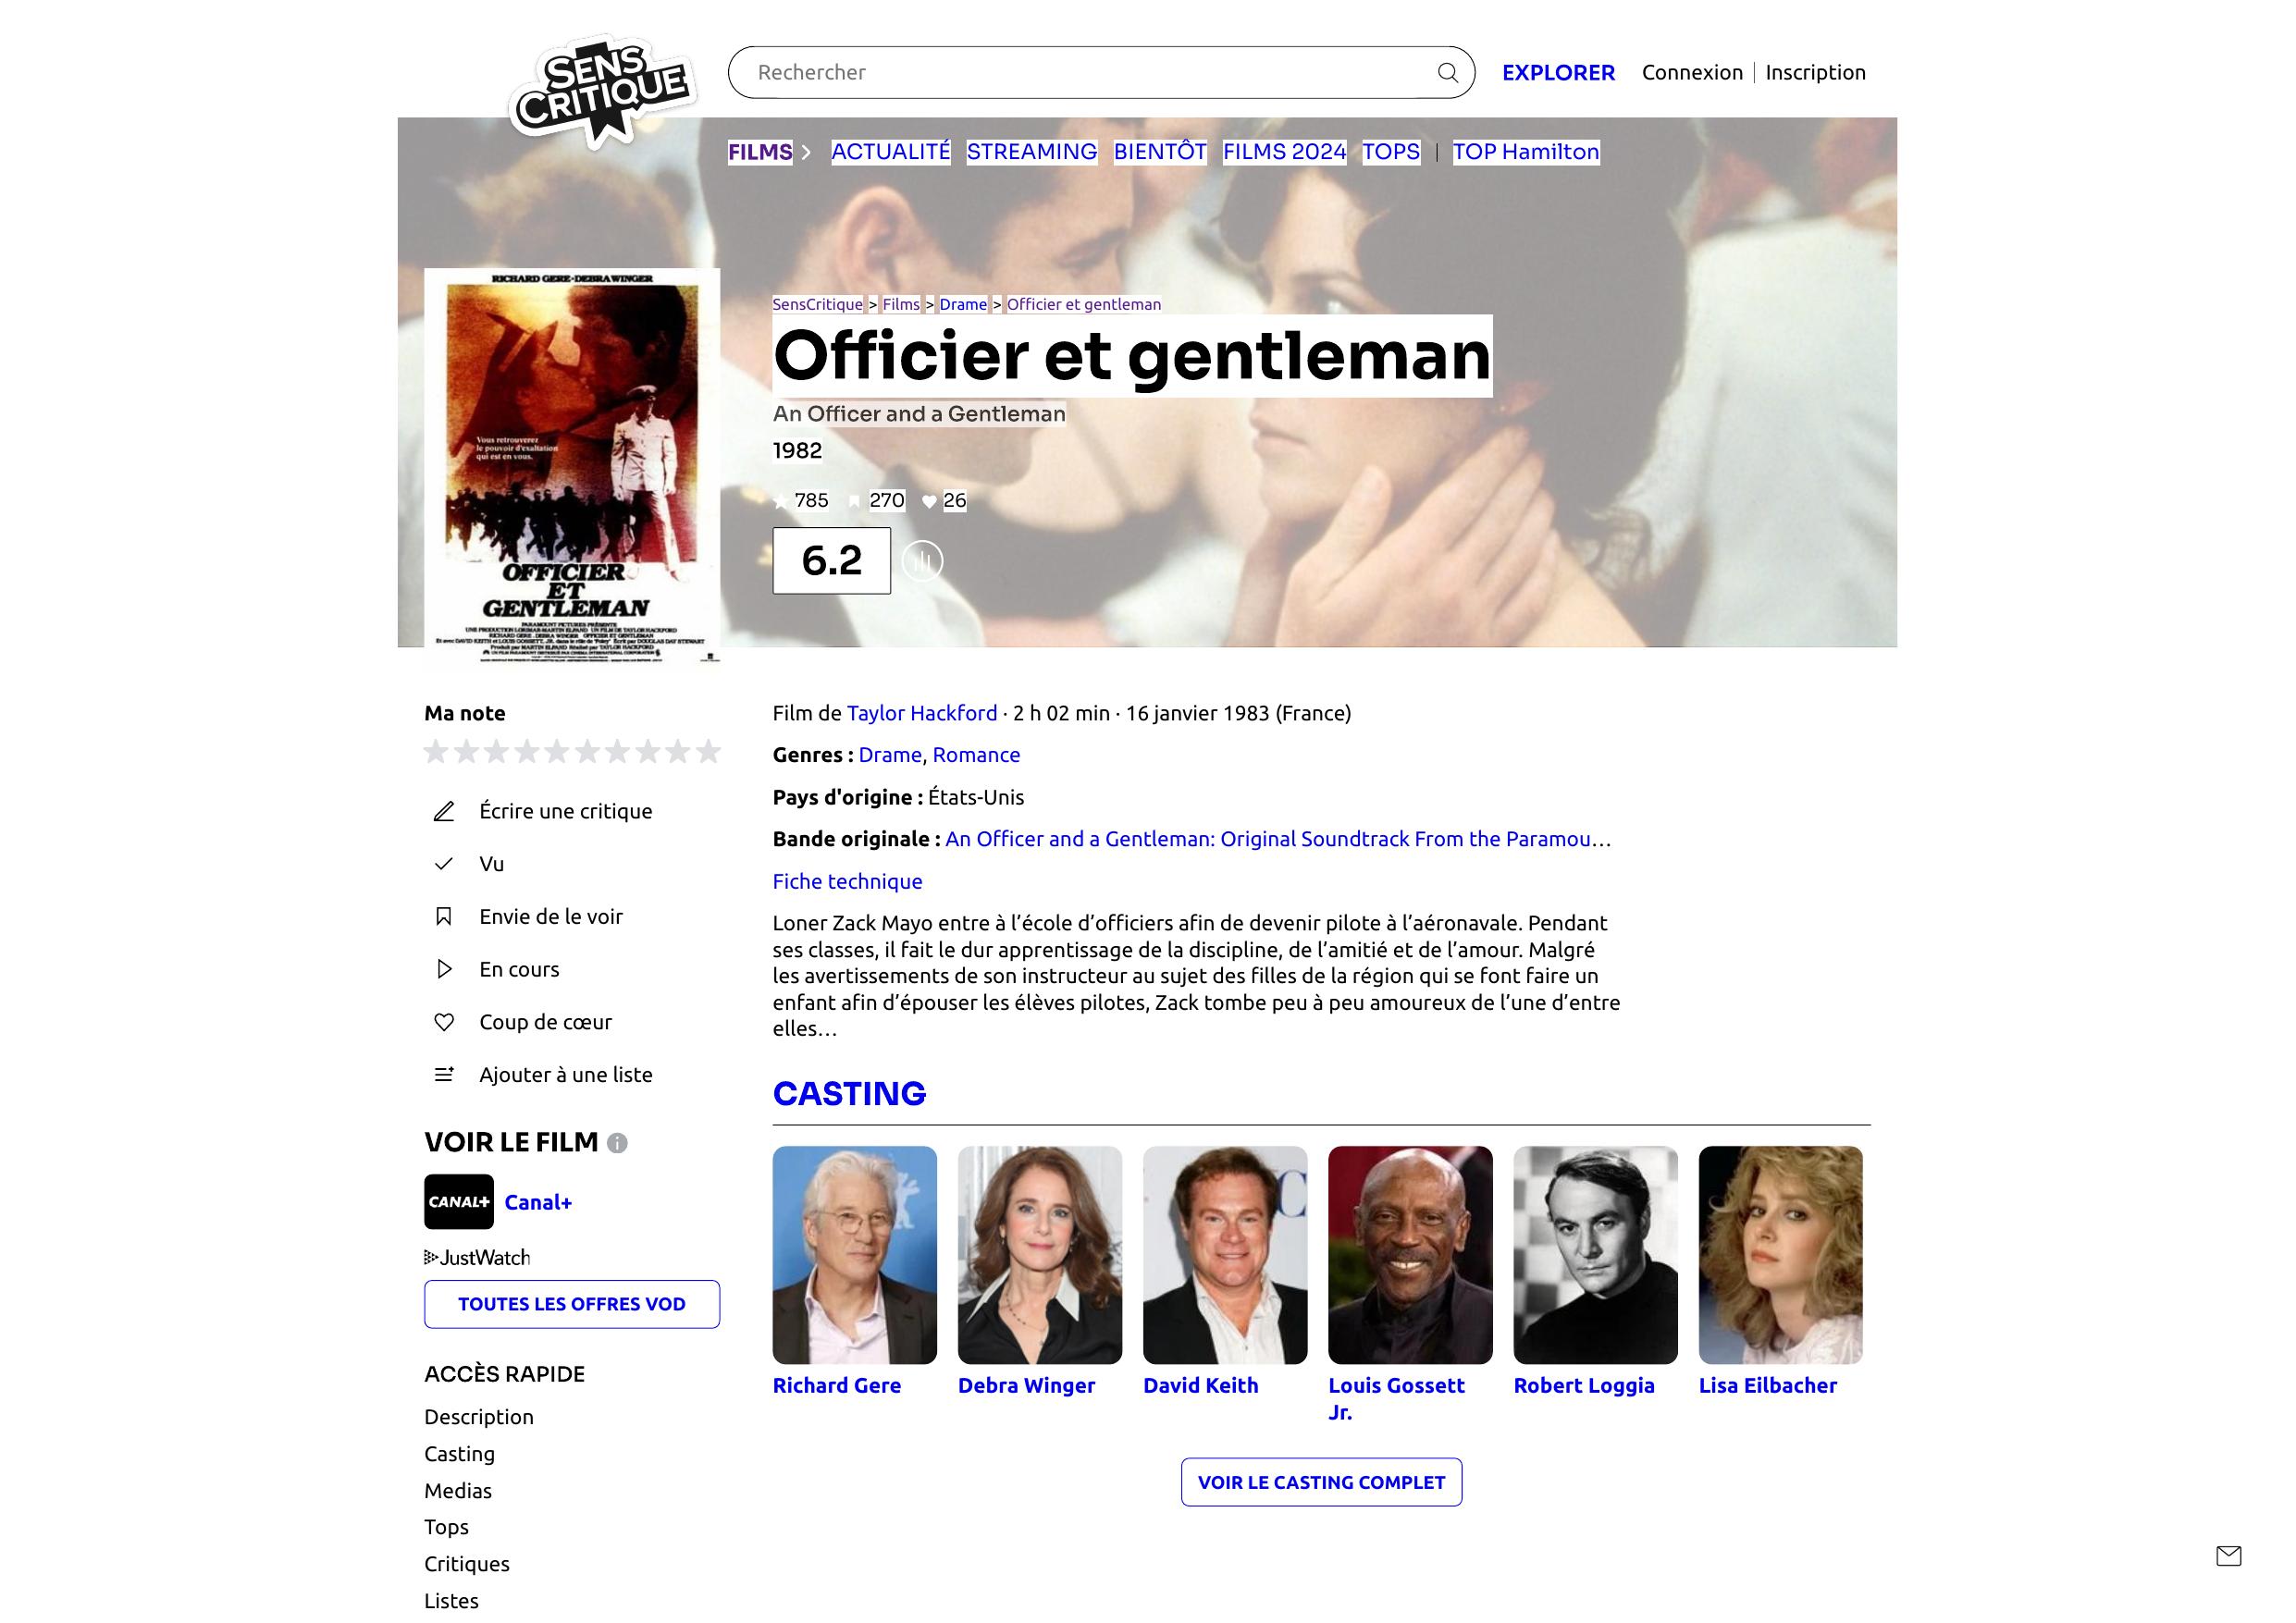 SENS
CRITIQUE
Rechercher
EXPLORER
Connexion
Inscription
FILMS
ACTUALITÉ
STREAMING
BIENTÔT
FILMS 2024
TOPS
TOP Hamilton
RICHARD GERE · DEBRA WINGER
Vous retrouverez
le pouvoir d'exaltation
qui est en vous.
OFFICIER
ET
GENTLEMAN
PARAMOUNT PICTURES PRÉSENTE
SensCritique > Films > Drame > Officier et gentleman
Officier et gentleman
An Officer and a Gentleman
1982
785 270 26
6.2
Ma note
Écrire une critique
Vu
Envie de le voir
En cours
Coup de cœur
Ajouter à une liste
VOIR LE FILM
CANAL+ Canal+
JustWatch
TOUTES LES OFFRES VOD
ACCÈS RAPIDE
Description
Casting
Medias
Tops
Critiques
Listes
Film de Taylor Hackford · 2 h 02 min · 16 janvier 1983 (France)
Genres : Drame, Romance
Pays d'origine : États-Unis
Bande originale : An Officer and a Gentleman: Original Soundtrack From the Paramou…
Fiche technique
Loner Zack Mayo entre à l’école d’officiers afin de devenir pilote à l’aéronavale. Pendant
ses classes, il fait le dur apprentissage de la discipline, de l’amitié et de l’amour. Malgré
les avertissements de son instructeur au sujet des filles de la région qui se font faire un
enfant afin d’épouser les élèves pilotes, Zack tombe peu à peu amoureux de l’une d’entre
elles…
CASTING
Richard Gere
Debra Winger
David Keith
Louis Gossett
Jr.
Robert Loggia
Lisa Eilbacher
VOIR LE CASTING COMPLET